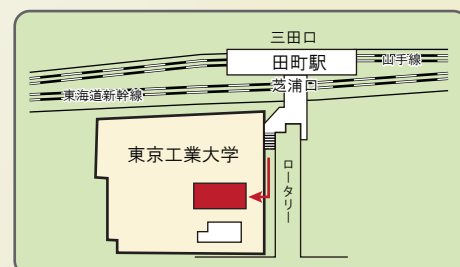 三田口
田町駅
山手線
芝浦口
東海道新幹線
東京工業大学
ロータリー